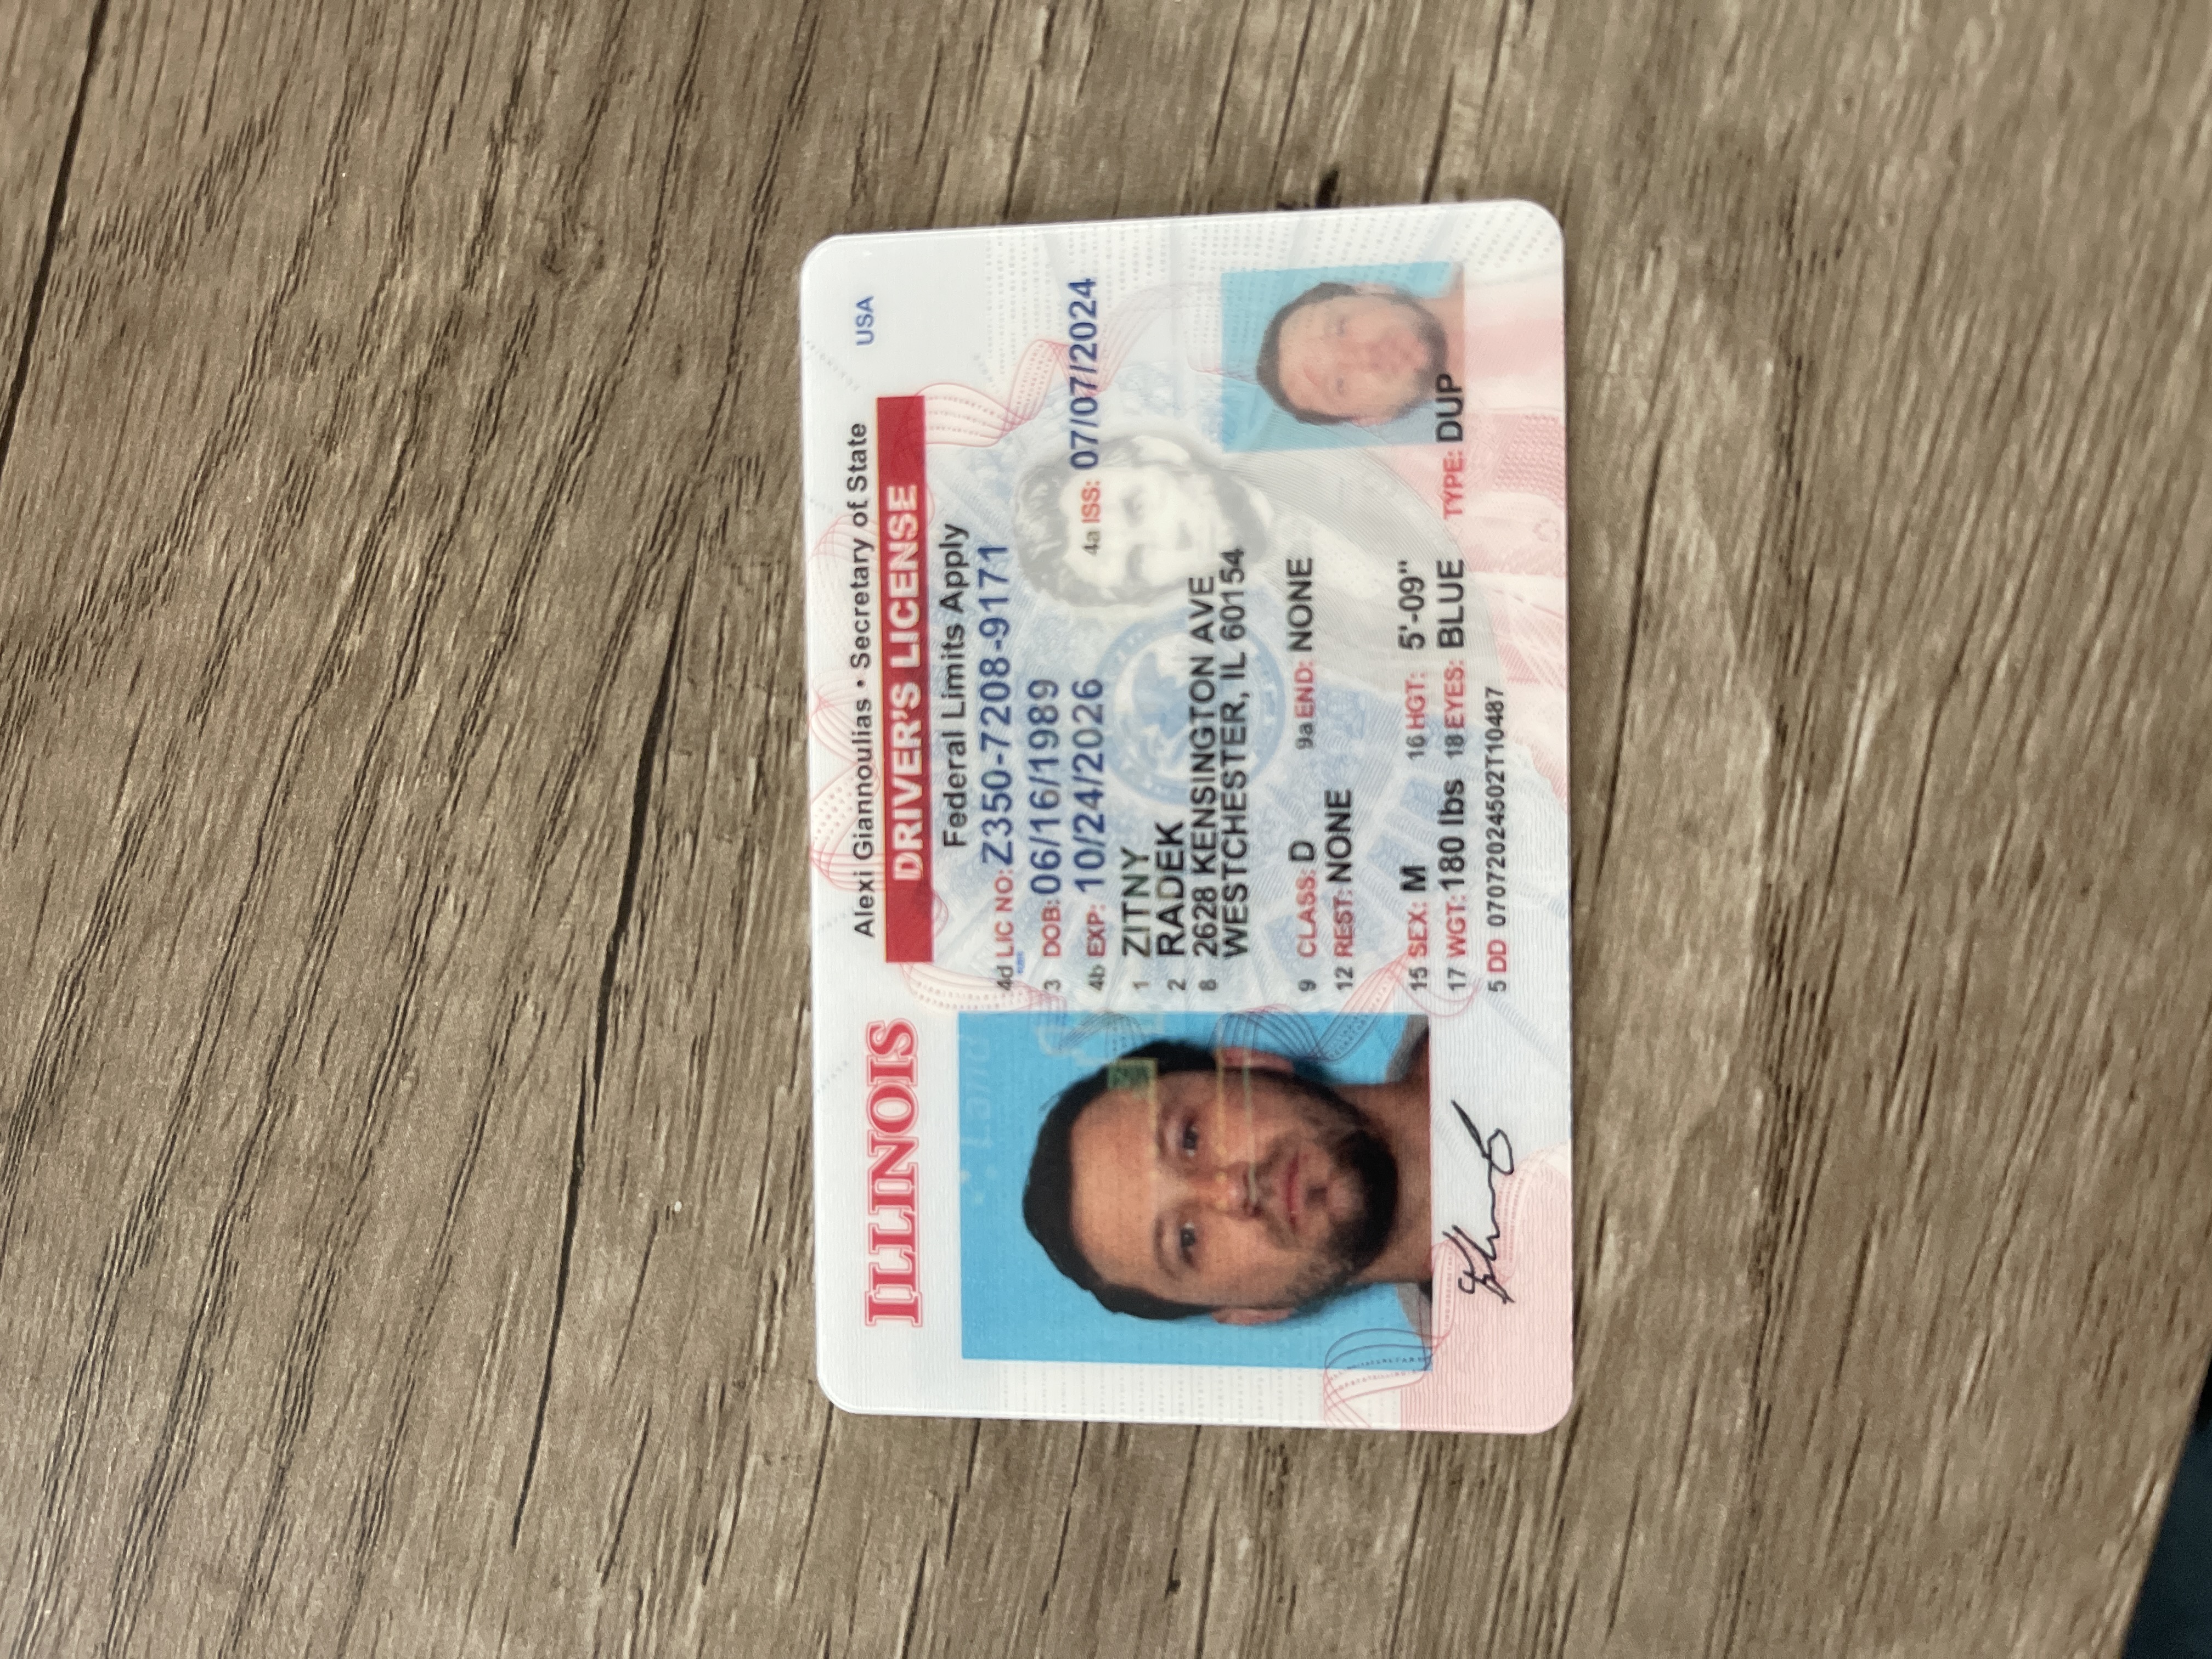 ILLINOIS
Alexi Giannoulias • Secretary of State
USA
DRIVER'S LICENSE
Federal Limits Apply
4d LIC NO: Z350-7208-9171
3 DOB: 06/16/1989
4b EXP: 10/24/2026 4a ISS: 07/07/2024
1 ZITNY
2 RADEK
8 2628 KENSINGTON AVE
WESTCHESTER, IL 60154
9 CLASS: D 9a END: NONE
12 REST: NONE
15 SEX: M 16 HGT: 5'-09"
17 WGT: 180 lbs 18 EYES: BLUE TYPE: DUP
5 DD 07072024502T10487
Land